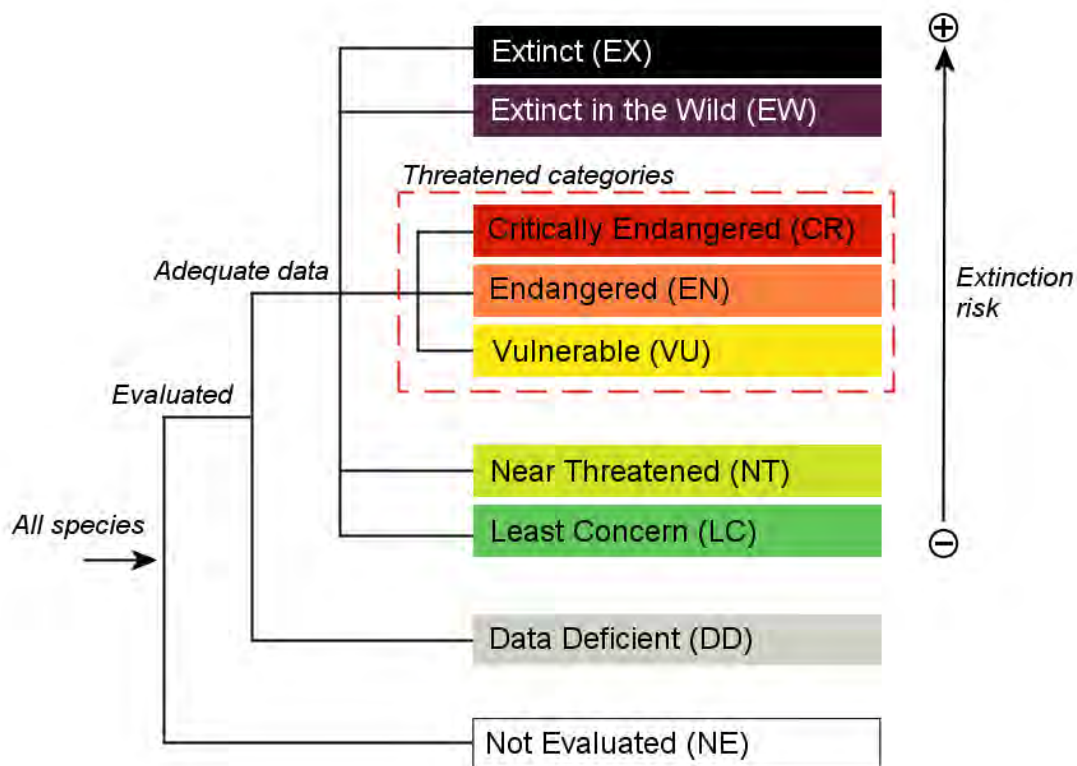 Extinct (EX)
Extinct in the Wild (EW)
Threatened categories
Critically Endangered (CR)
Adequate data
Endangered (EN)
Extinction
risk
Vulnerable (VU)
Evaluated
Near Threatened (NT)
All species
Least Concern (LC)
Data Deficient (DD)
Not Evaluated (NE)